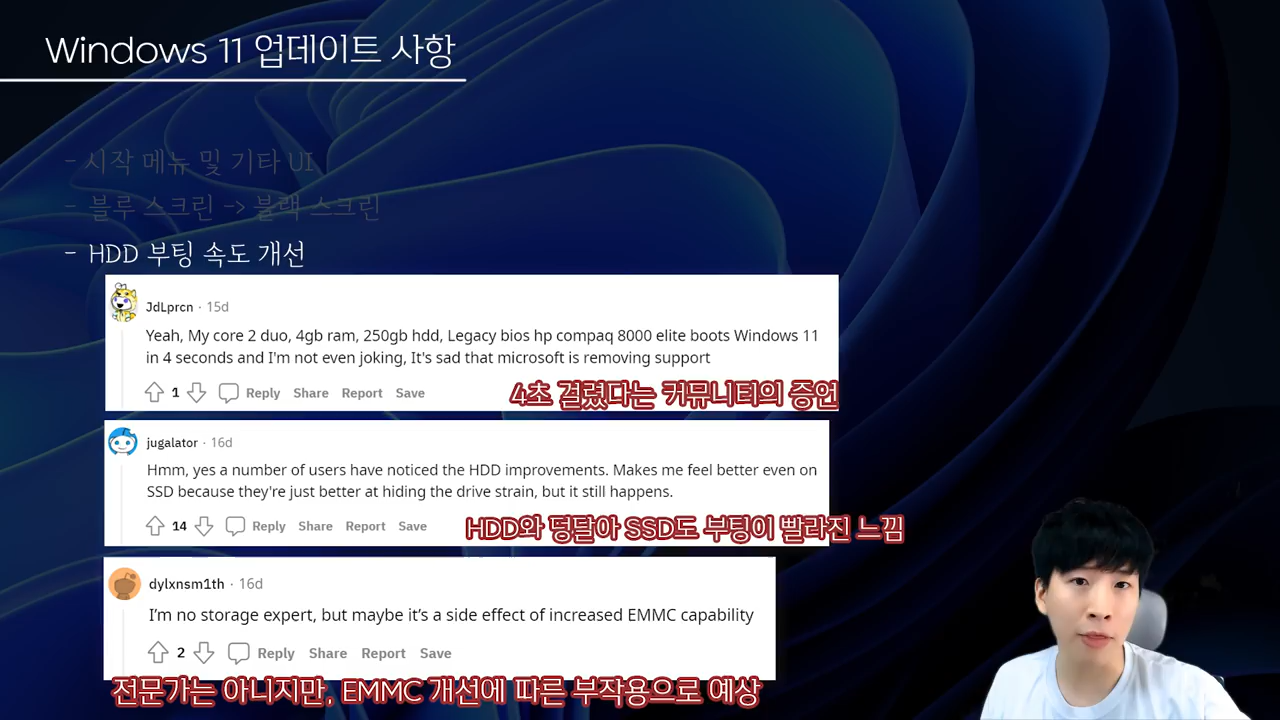 Windows 11 업데이트 사항
- 시작 메뉴 및 기타 UI
- 블루 스크린 -> 블랙 스크린
- HDD 부팅 속도 개선
JdLprcn · 15d
Yeah, My core 2 duo, 4gb ram, 250gb hdd, Legacy bios hp compaq 8000 elite boots Windows 11
in 4 seconds and I'm not even joking, It's sad that microsoft is removing support
1 Reply Share Report Save
4초 걸렸다는 커뮤니티의 증언
jugalator · 16d
Hmm, yes a number of users have noticed the HDD improvements. Makes me feel better even on
SSD because they're just better at hiding the drive strain, but it still happens.
14 Reply Share Report Save
HDD와 덩달아 SSD도 부팅이 빨라진 느낌
dylxnsm1th · 16d
I’m no storage expert, but maybe it’s a side effect of increased EMMC capability
2 Reply Share Report Save
전문가는 아니지만, EMMC 개선에 따른 부작용으로 예상